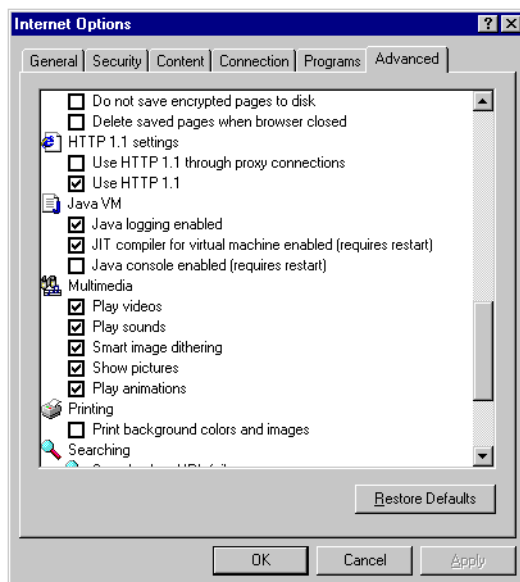 Internet Options
General Security Content Connection Programs Advanced
Do not save encrypted pages to disk
Delete saved pages when browser closed
HTTP 1.1 settings
Use HTTP 1.1 through proxy connections
Use HTTP 1.1
Java VM
Java logging enabled
JIT compiler for virtual machine enabled (requires restart)
Java console enabled (requires restart)
Multimedia
Play videos
Play sounds
Smart image dithering
Show pictures
Play animations
Printing
Print background colors and images
Searching
Restore Defaults
OK Cancel Apply